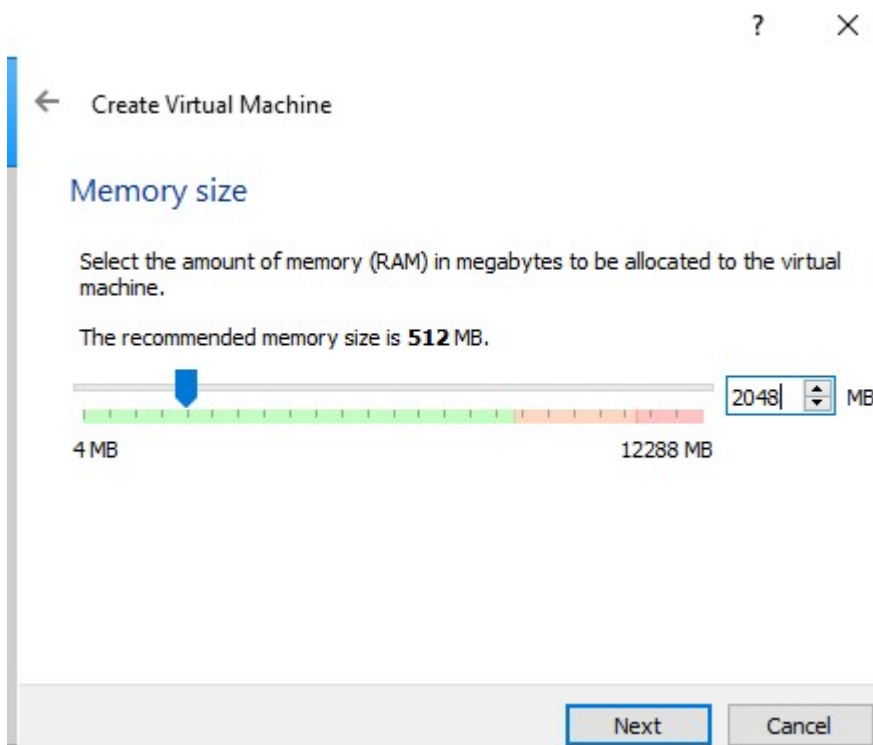 ?
Create Virtual Machine
Memory size
Select the amount of memory (RAM) in megabytes to be allocated to the virtual
machine.
The recommended memory size is 512 MB.
2048 MB
4 MB 12288 MB
Next Cancel